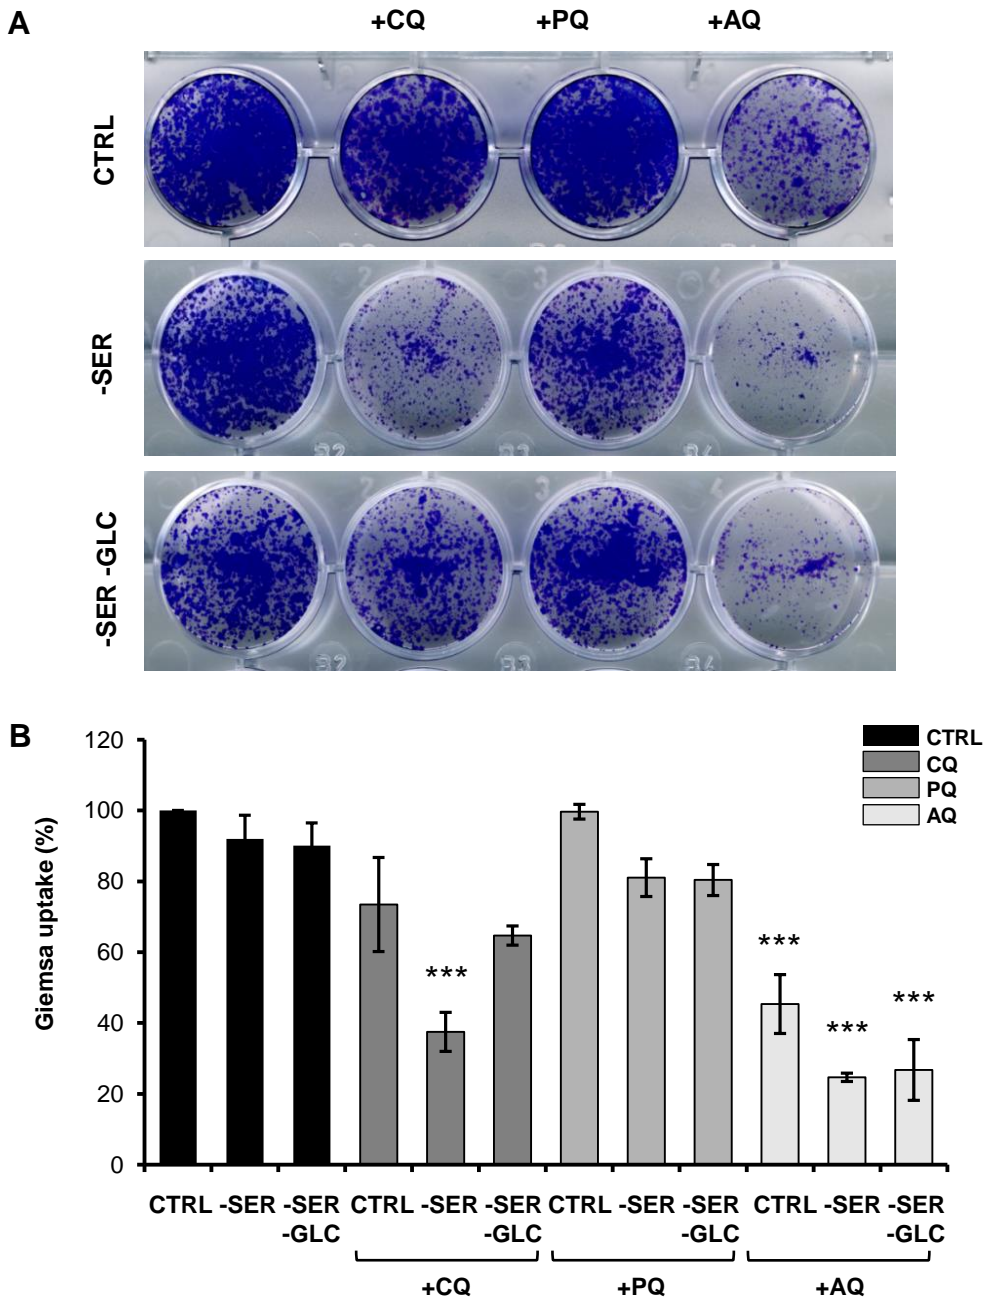 A
+CQ +PQ +AQ
CTRL
-SER
-SER -GLC
B
Giemsa uptake (%)
120
100
80
60
40
20
0
CTRL
CQ
PQ
AQ
***
***
***
***
CTRL -SER -SER CTRL -SER -SER CTRL -SER -SER CTRL -SER -SER
-GLC -GLC -GLC -GLC
+CQ +PQ +AQ